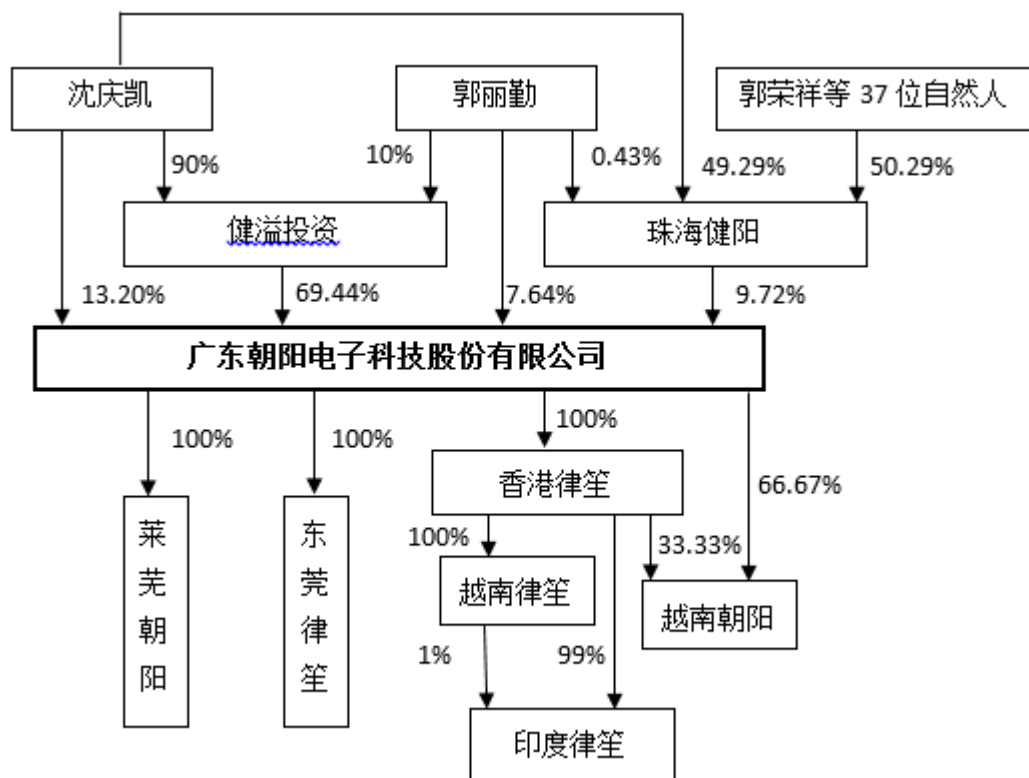 沈庆凯
郭丽勤
郭荣祥等 37 位自然人
90%
10%
0.43%
49.29%
50.29%
健溢投资
珠海健阳
13.20%
69.44%
7.64%
9.72%
广东朝阳电子科技股份有限公司
100%
100%
100%
66.67%
香港律笙
莱芜朝阳
东莞律笙
100%
33.33%
越南律笙
越南朝阳
1%
99%
印度律笙